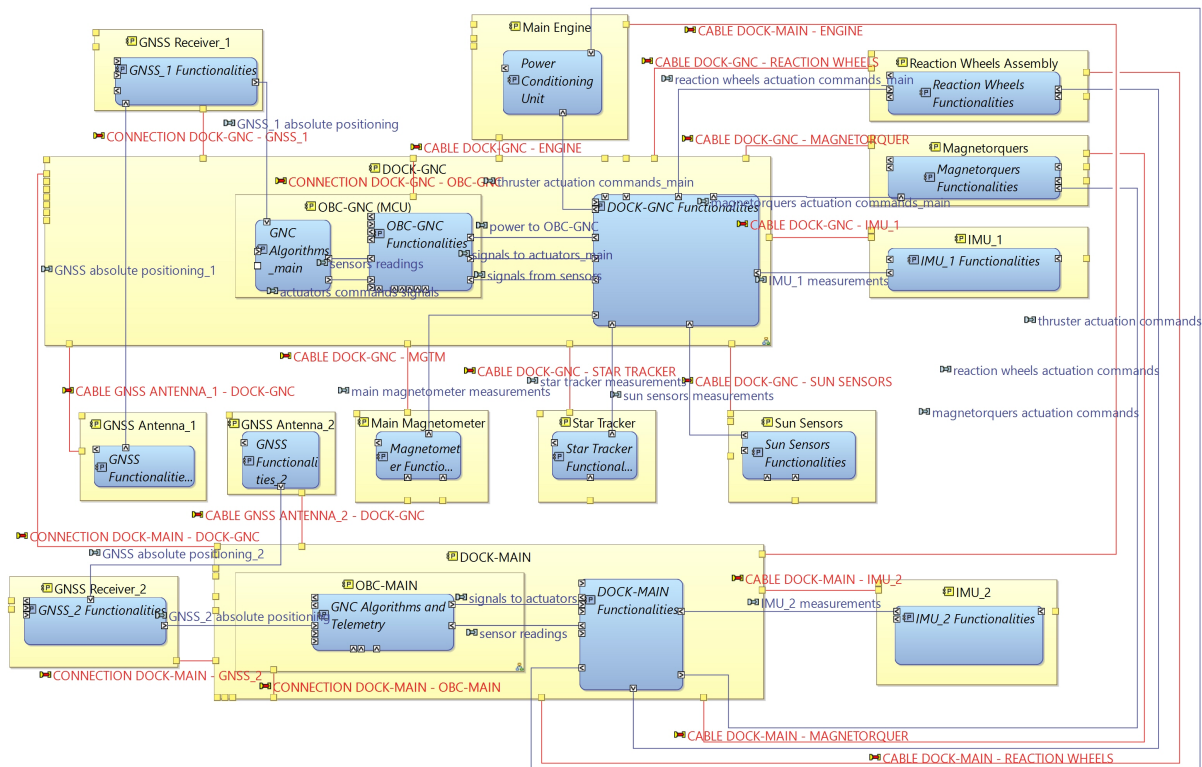 Main Engine
CABLE DOCK-MAIN - ENGINE
GNSS Receiver_1
CABLE DOCK-GNC - REACTION WHEELS
Reaction Wheels Assembly
GNSS_1 Functionalities
Power
Conditioning
Unit
reaction wheels actuation commands_main
Reaction Wheels
Functionalities
GNSS_1 absolute positioning
CONNECTION DOCK-GNC - GNSS_1
CABLE DOCK-GNC - MAGNETORQUER
CABLE DOCK-GNC - ENGINE
Magnetorquers
DOCK-GNC
CONNECTION DOCK-GNC - OBC-GNC
thruster actuation commands_main
Magnetorquers
Functionalities
OBC-GNC (MCU)
DOCK-GNC Functionalities
magnetorquers actuation commands_main
GNC
Algorithms
_main
OBC-GNC
Functionalities
power to OBC-GNC
CABLE DOCK-GNC - IMU_1
IMU_1
signals to actuators_main
sensors readings
IMU_1 Functionalities
GNSS absolute positioning_1
signals from sensors
IMU_1 measurements
actuators commands signals
thruster actuation commands
CABLE DOCK-GNC - MGTM
CABLE DOCK-GNC - STAR TRACKER
reaction wheels actuation commands
CABLE GNSS ANTENNA_1 - DOCK-GNC
main magnetometer measurements
star tracker measurements
CABLE DOCK-GNC - SUN SENSORS
sun sensors measurements
magnetorquers actuation commands
GNSS Antenna_1
GNSS Antenna_2
Main Magnetometer
Star Tracker
Sun Sensors
GNSS
Functionalitie...
GNSS
Functionali
ties_2
Magnetomet
er Functio...
Star Tracker
Functional...
Sun Sensors
Functionalities
CABLE GNSS ANTENNA_2 - DOCK-GNC
CONNECTION DOCK-MAIN - DOCK-GNC
GNSS absolute positioning_2
DOCK-MAIN
GNSS Receiver_2
OBC-MAIN
CABLE DOCK-MAIN - IMU_2
IMU_2
GNSS_2 Functionalities
GNSS_2 absolute positioning
GNC Algorithms and
Telemetry
signals to actuators
DOCK-MAIN
Functionalities
IMU_2 measurements
IMU_2 Functionalities
sensor readings
CONNECTION DOCK-MAIN - GNSS_2
CONNECTION DOCK-MAIN - OBC-MAIN
CABLE DOCK-MAIN - MAGNETORQUER
CABLE DOCK-MAIN - REACTION WHEELS